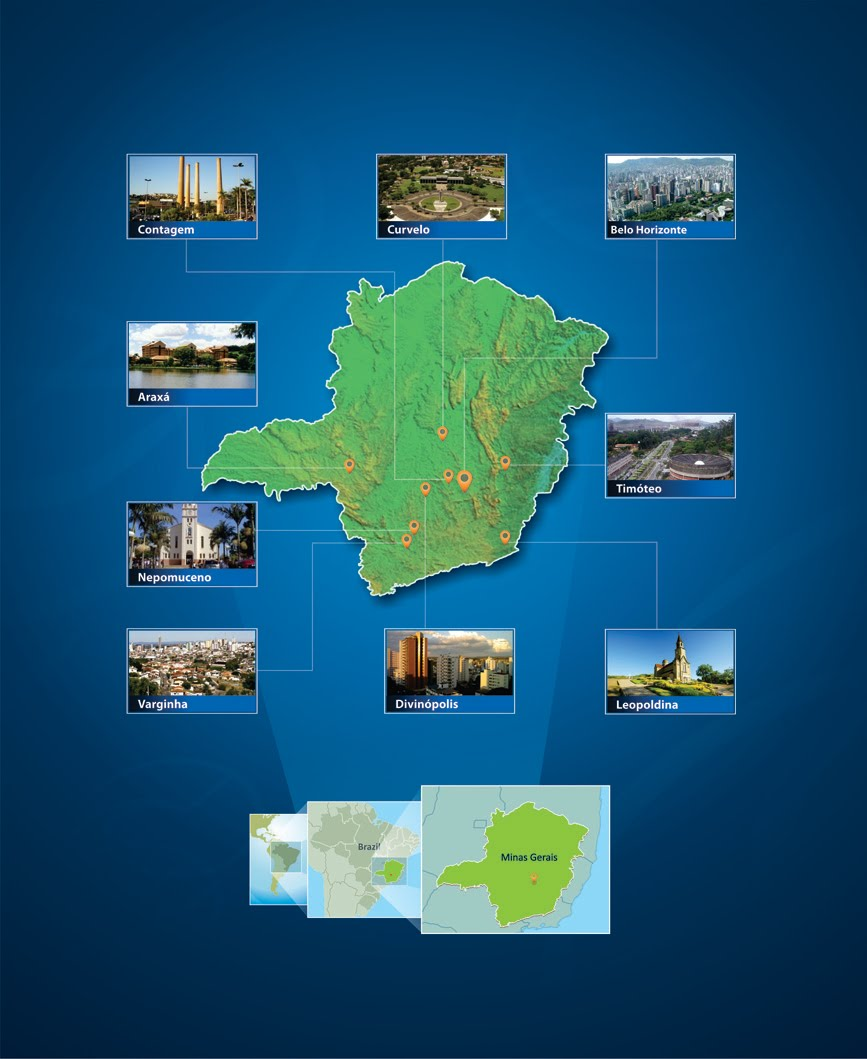 Contagem
Curvelo
Belo Horizonte
Araxá
Timóteo
Nepomuceno
Varginha
Divinópolis
Leopoldina
Brazil
Minas Gerais